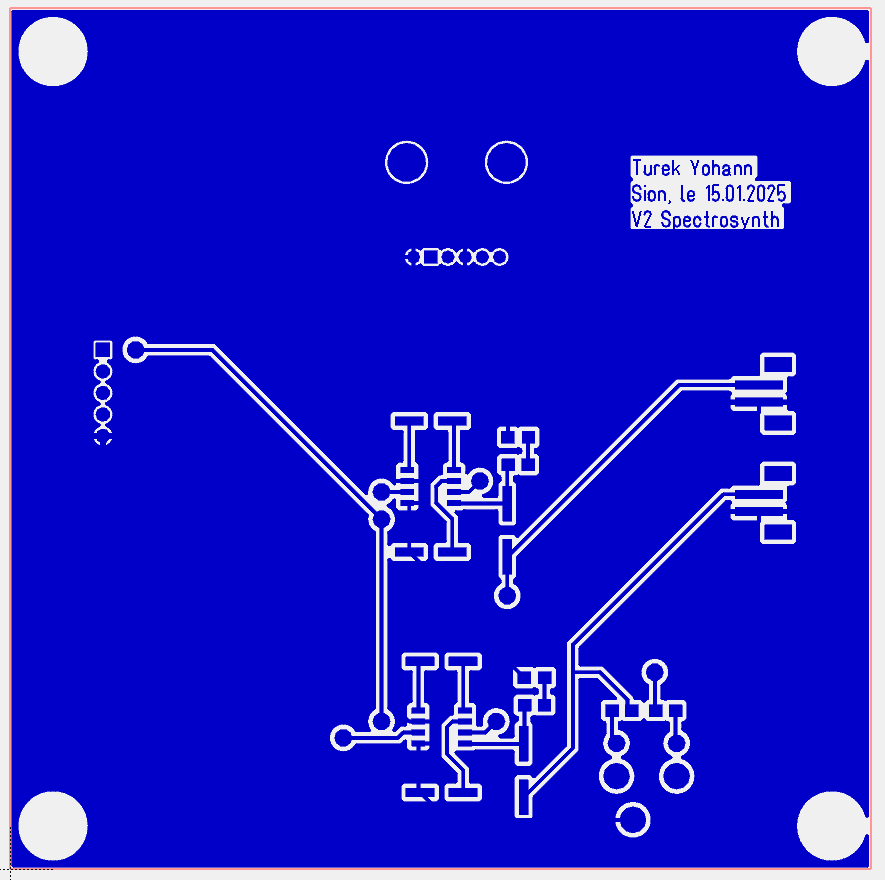 Turek Yohann
Sion, le 15.01.2025
V2 Spectrosynth